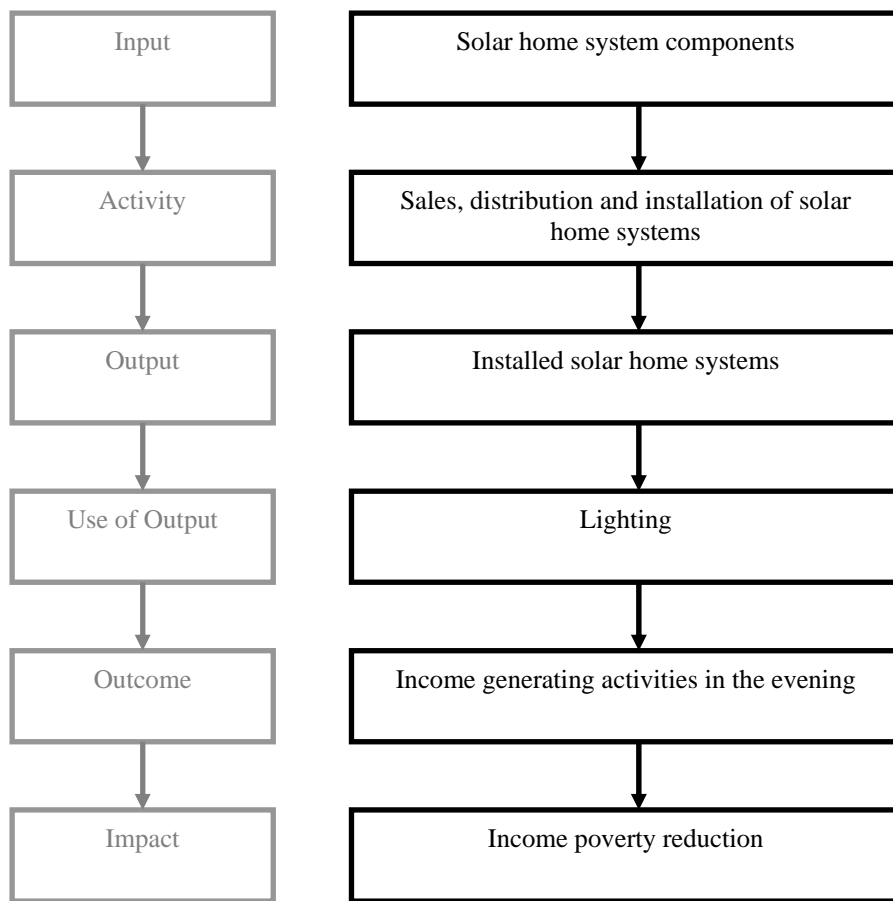 Input
Solar home system components
Activity
Sales, distribution and installation of solar
home systems
Output
Installed solar home systems
Use of Output
Lighting
Outcome
Income generating activities in the evening
Impact
Income poverty reduction